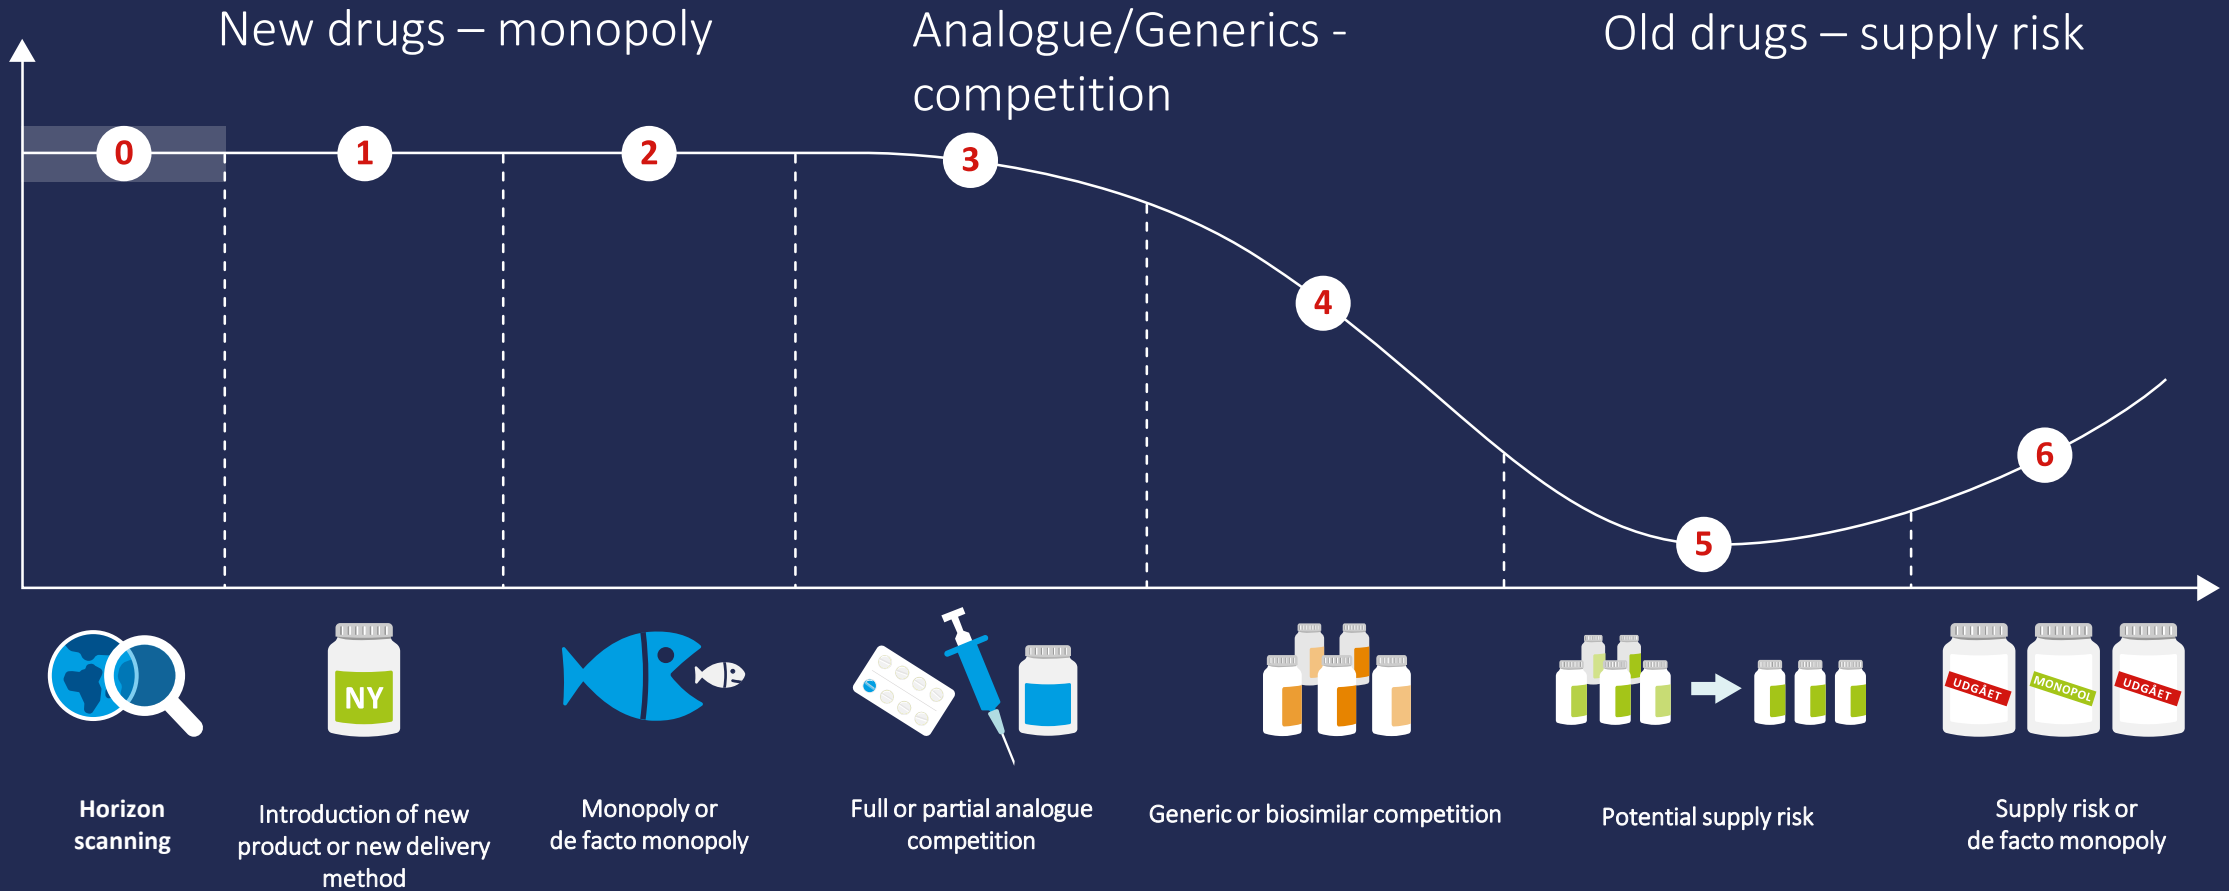 New drugs – monopoly
Analogue/Generics -
competition
Old drugs – supply risk
0
1
2
3
4
5
6
NY
UDGÅET
MONOPOL
UDGÅET
Horizon
scanning
Introduction of new
product or new delivery
method
Monopoly or
de facto monopoly
Full or partial analogue
competition
Generic or biosimilar competition
Potential supply risk
Supply risk or
de facto monopoly